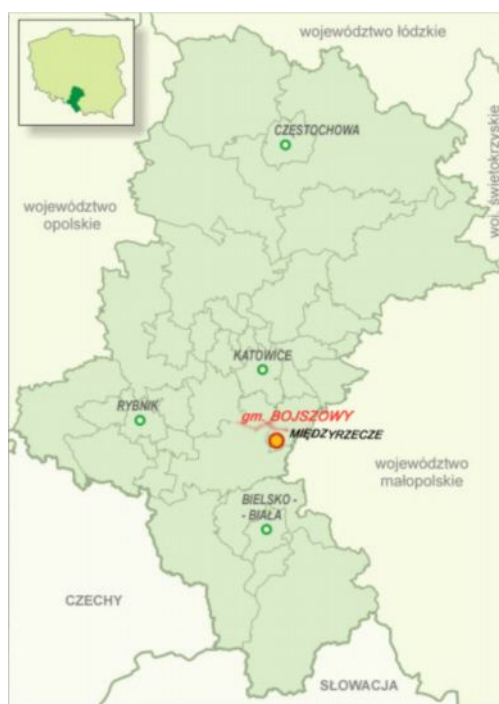 województwo łódzkie
CZĘSTOCHOWA
woj. świętokrzyskie
województwo
opolskie
KATOWICE
RYBNIK
gm. BOJSZOWY
MIĘDZYRZECZE
województwo
małopolskie
BIELSKO -
- BIAŁA
CZECHY
SŁOWACJA